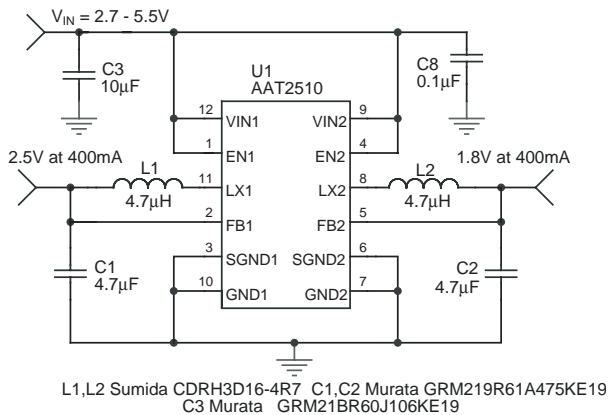 V_IN = 2.7 - 5.5V
C3
10µF
C8
0.1µF
U1
AAT2510
12 VIN1 VIN2 9
1 EN1 EN2 4
2.5V at 400mA
1.8V at 400mA
L1
4.7µH
11 LX1 LX2 8
L2
4.7µH
2 FB1 FB2 5
3 SGND1 SGND2 6
10 GND1 GND2 7
C1
4.7µF
C2
4.7µF
L1,L2 Sumida CDRH3D16-4R7 C1,C2 Murata GRM219R61A475KE19
C3 Murata GRM21BR60J106KE19